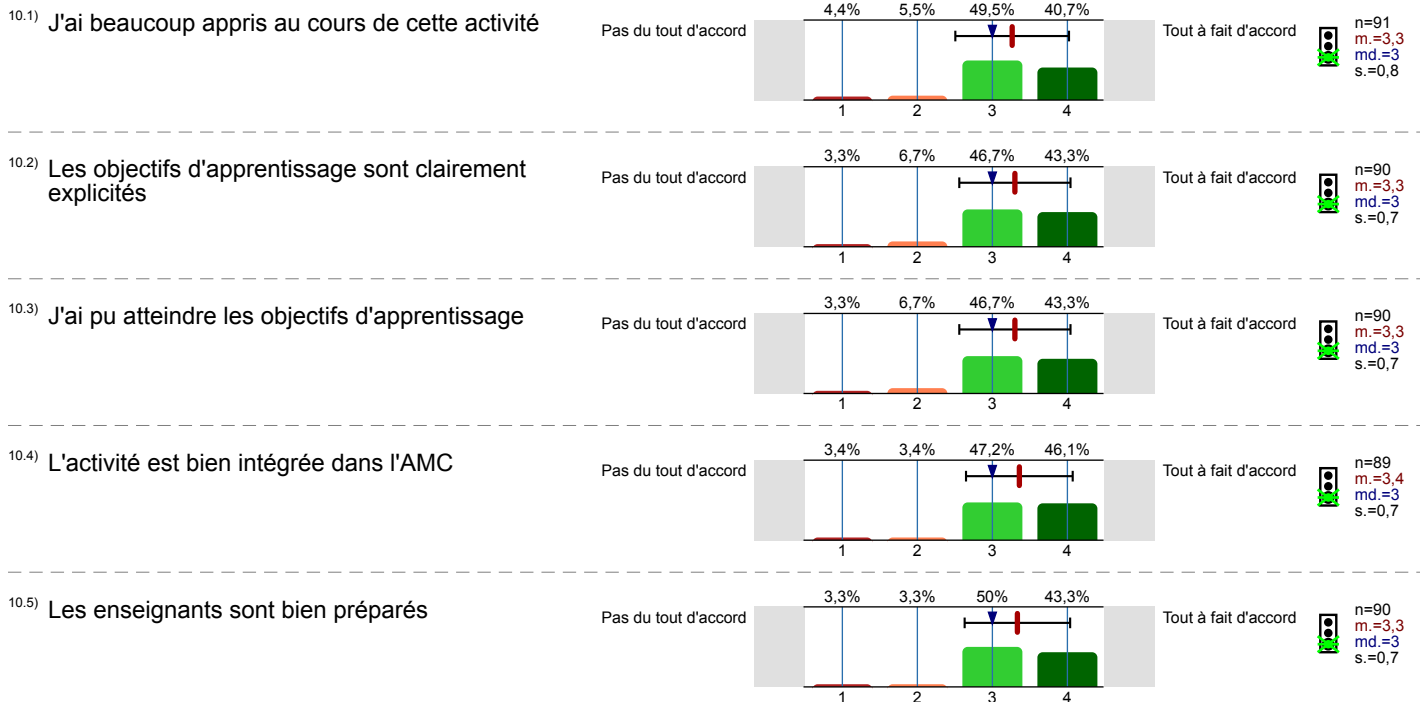 4,4% 5,5% 49,5% 40,7%
10.1) J'ai beaucoup appris au cours de cette activité
Pas du tout d'accord
Tout à fait d'accord
n=91
m.=3,3
md.=3
s.=0,8
1 2 3 4
10.2) Les objectifs d'apprentissage sont clairement
explicités
3,3% 6,7% 46,7% 43,3%
Pas du tout d'accord
Tout à fait d'accord
n=90
m.=3,3
md.=3
s.=0,7
1 2 3 4
10.3) J'ai pu atteindre les objectifs d'apprentissage
3,3% 6,7% 46,7% 43,3%
Pas du tout d'accord
Tout à fait d'accord
n=90
m.=3,3
md.=3
s.=0,7
1 2 3 4
10.4) L'activité est bien intégrée dans l'AMC
3,4% 3,4% 47,2% 46,1%
Pas du tout d'accord
Tout à fait d'accord
n=89
m.=3,4
md.=3
s.=0,7
1 2 3 4
10.5) Les enseignants sont bien préparés
3,3% 3,3% 50% 43,3%
Pas du tout d'accord
Tout à fait d'accord
n=90
m.=3,3
md.=3
s.=0,7
1 2 3 4